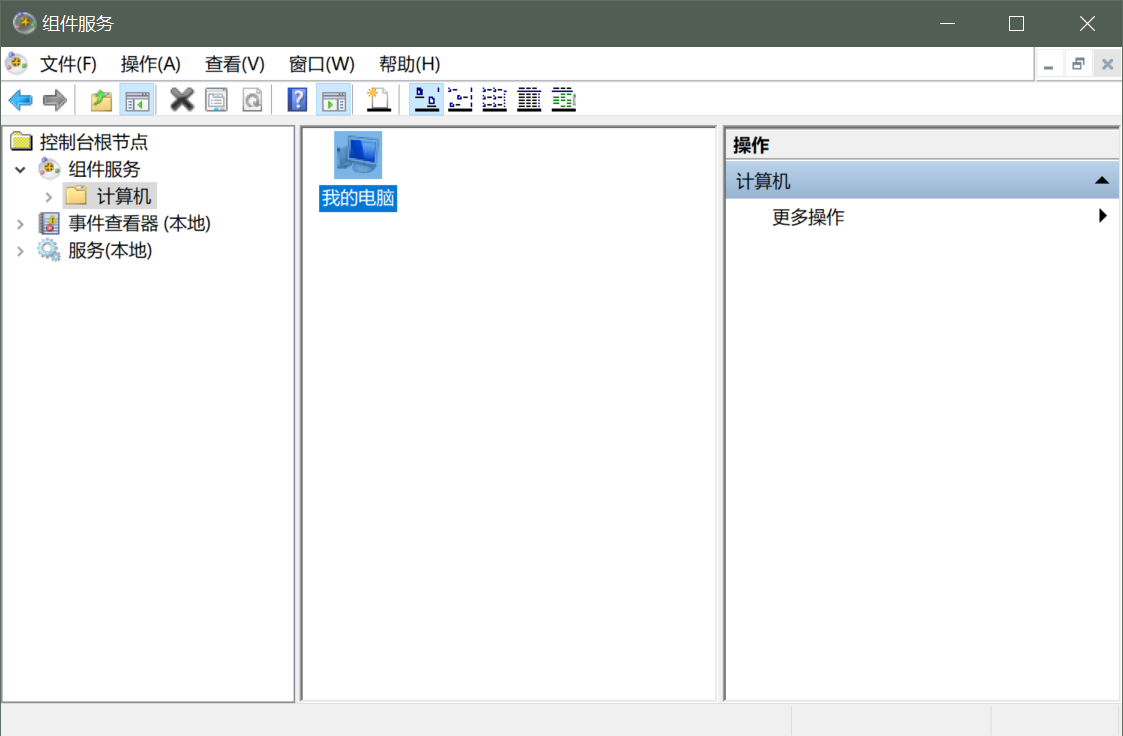 组件服务
文件(F) 操作(A) 查看(V) 窗口(W) 帮助(H)
控制台根节点
组件服务
计算机
事件查看器 (本地)
服务(本地)
我的电脑
操作
计算机
更多操作